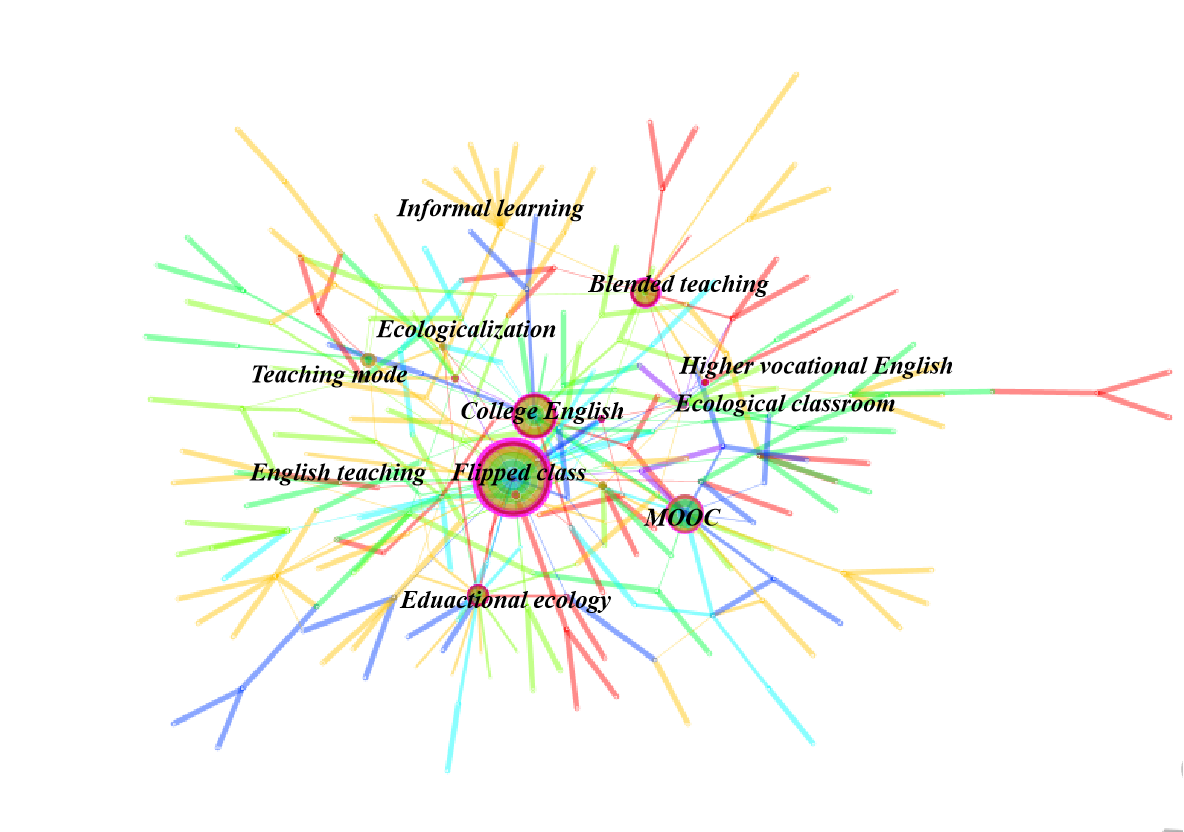 Informal learning
Blended teaching
Ecologicalization
Higher vocational English
Teaching mode
Ecological classroom
College English
English teaching
Flipped class
MOOC
Eduactional ecology